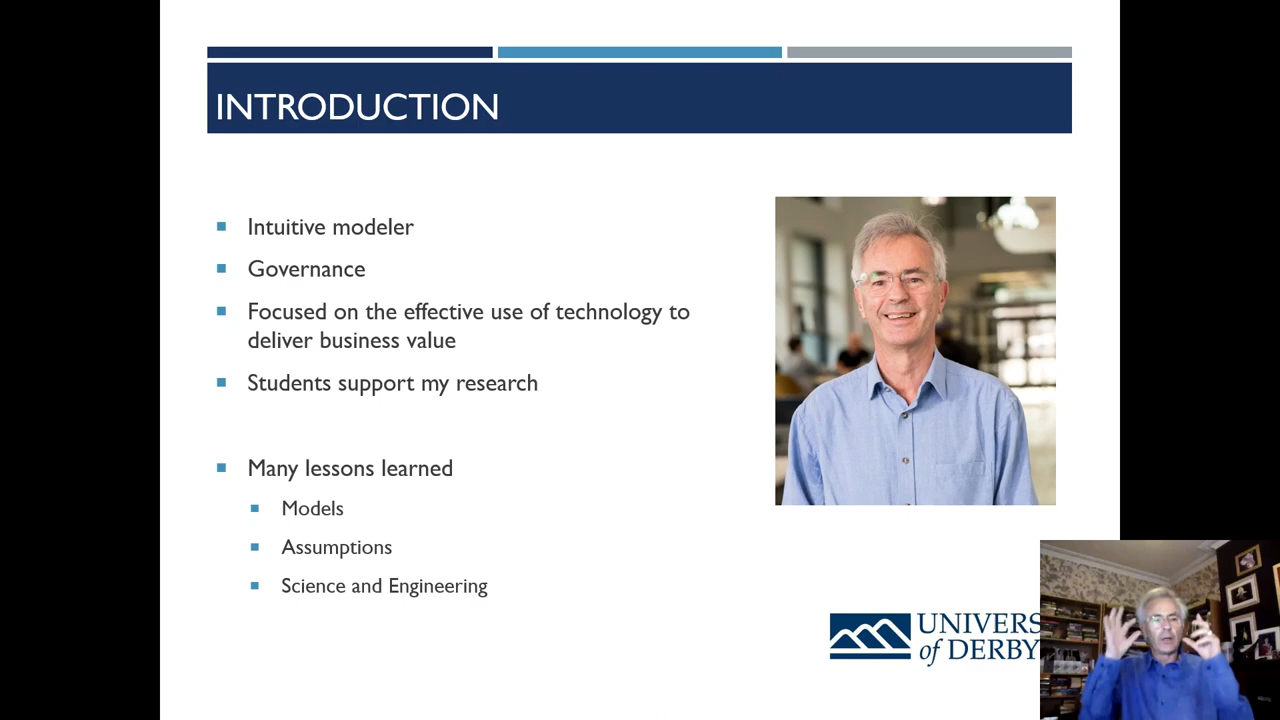 INTRODUCTION
Intuitive modeler
Governance
Focused on the effective use of technology to
deliver business value
Students support my research
Many lessons learned
Models
Assumptions
Science and Engineering
UNIVERS
of DERBY